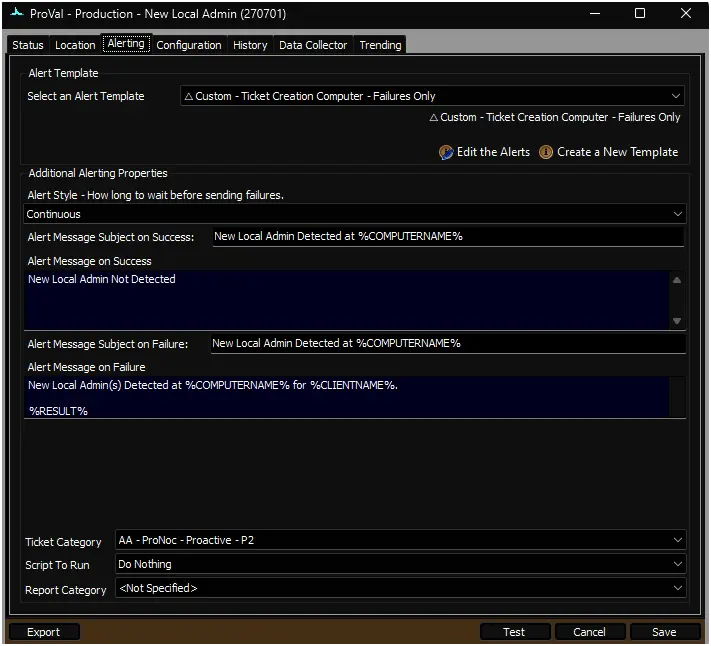 ProVal - Production - New Local Admin (270701)
Status Location Alerting Configuration History Data Collector Trending
Alert Template
Select an Alert Template △ Custom - Ticket Creation Computer - Failures Only
△ Custom - Ticket Creation Computer - Failures Only
Edit the Alerts Create a New Template
Additional Alerting Properties
Alert Style - How long to wait before sending failures.
Continuous
Alert Message Subject on Success: New Local Admin Detected at %COMPUTERNAME%
Alert Message on Success
New Local Admin Not Detected
Alert Message Subject on Failure: New Local Admin Detected at %COMPUTERNAME%
Alert Message on Failure
New Local Admin(s) Detected at %COMPUTERNAME% for %CLIENTNAME%.
%RESULT%
Ticket Category AA - ProNoc - Proactive - P2
Script To Run Do Nothing
Report Category <Not Specified>
Export Test Cancel Save